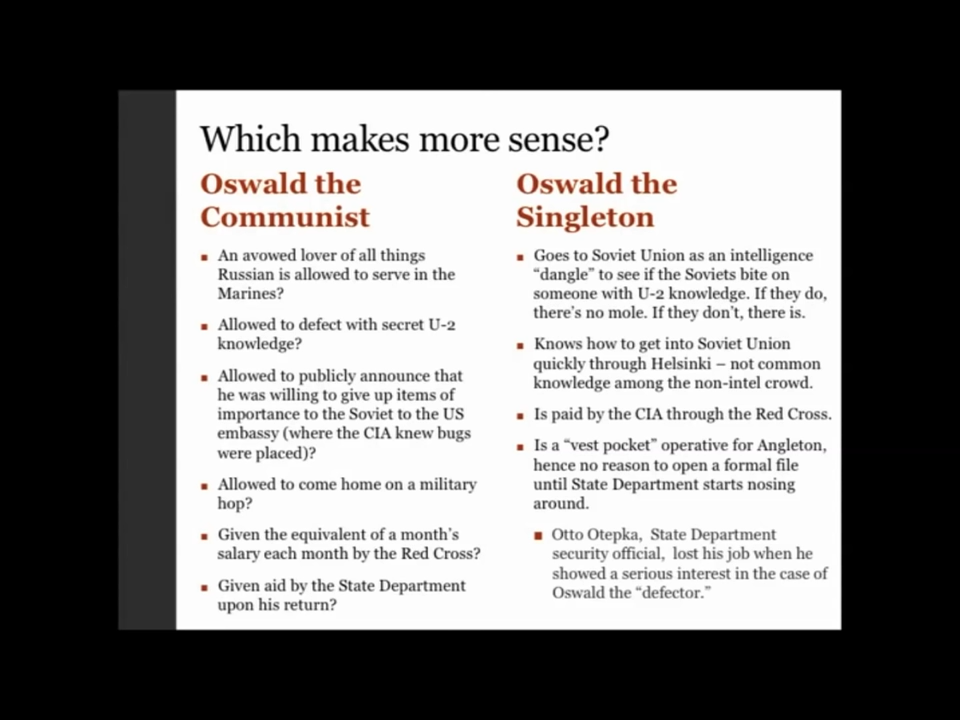 Which makes more sense?
Oswald the
Communist
▪ An avowed lover of all things
Russian is allowed to serve in the
Marines?
▪ Allowed to defect with secret U-2
knowledge?
▪ Allowed to publicly announce that
he was willing to give up items of
importance to the Soviet to the US
embassy (where the CIA knew bugs
were placed)?
▪ Allowed to come home on a military
hop?
▪ Given the equivalent of a month's
salary each month by the Red Cross?
▪ Given aid by the State Department
upon his return?
Oswald the
Singleton
▪ Goes to Soviet Union as an intelligence
“dangle” to see if the Soviets bite on
someone with U-2 knowledge. If they do,
there's no mole. If they don't, there is.
▪ Knows how to get into Soviet Union
quickly through Helsinki – not common
knowledge among the non-intel crowd.
▪ Is paid by the CIA through the Red Cross.
▪ Is a “vest pocket” operative for Angleton,
hence no reason to open a formal file
until State Department starts nosing
around.
▪ Otto Otepka, State Department
security official, lost his job when he
showed a serious interest in the case of
Oswald the “defector.”